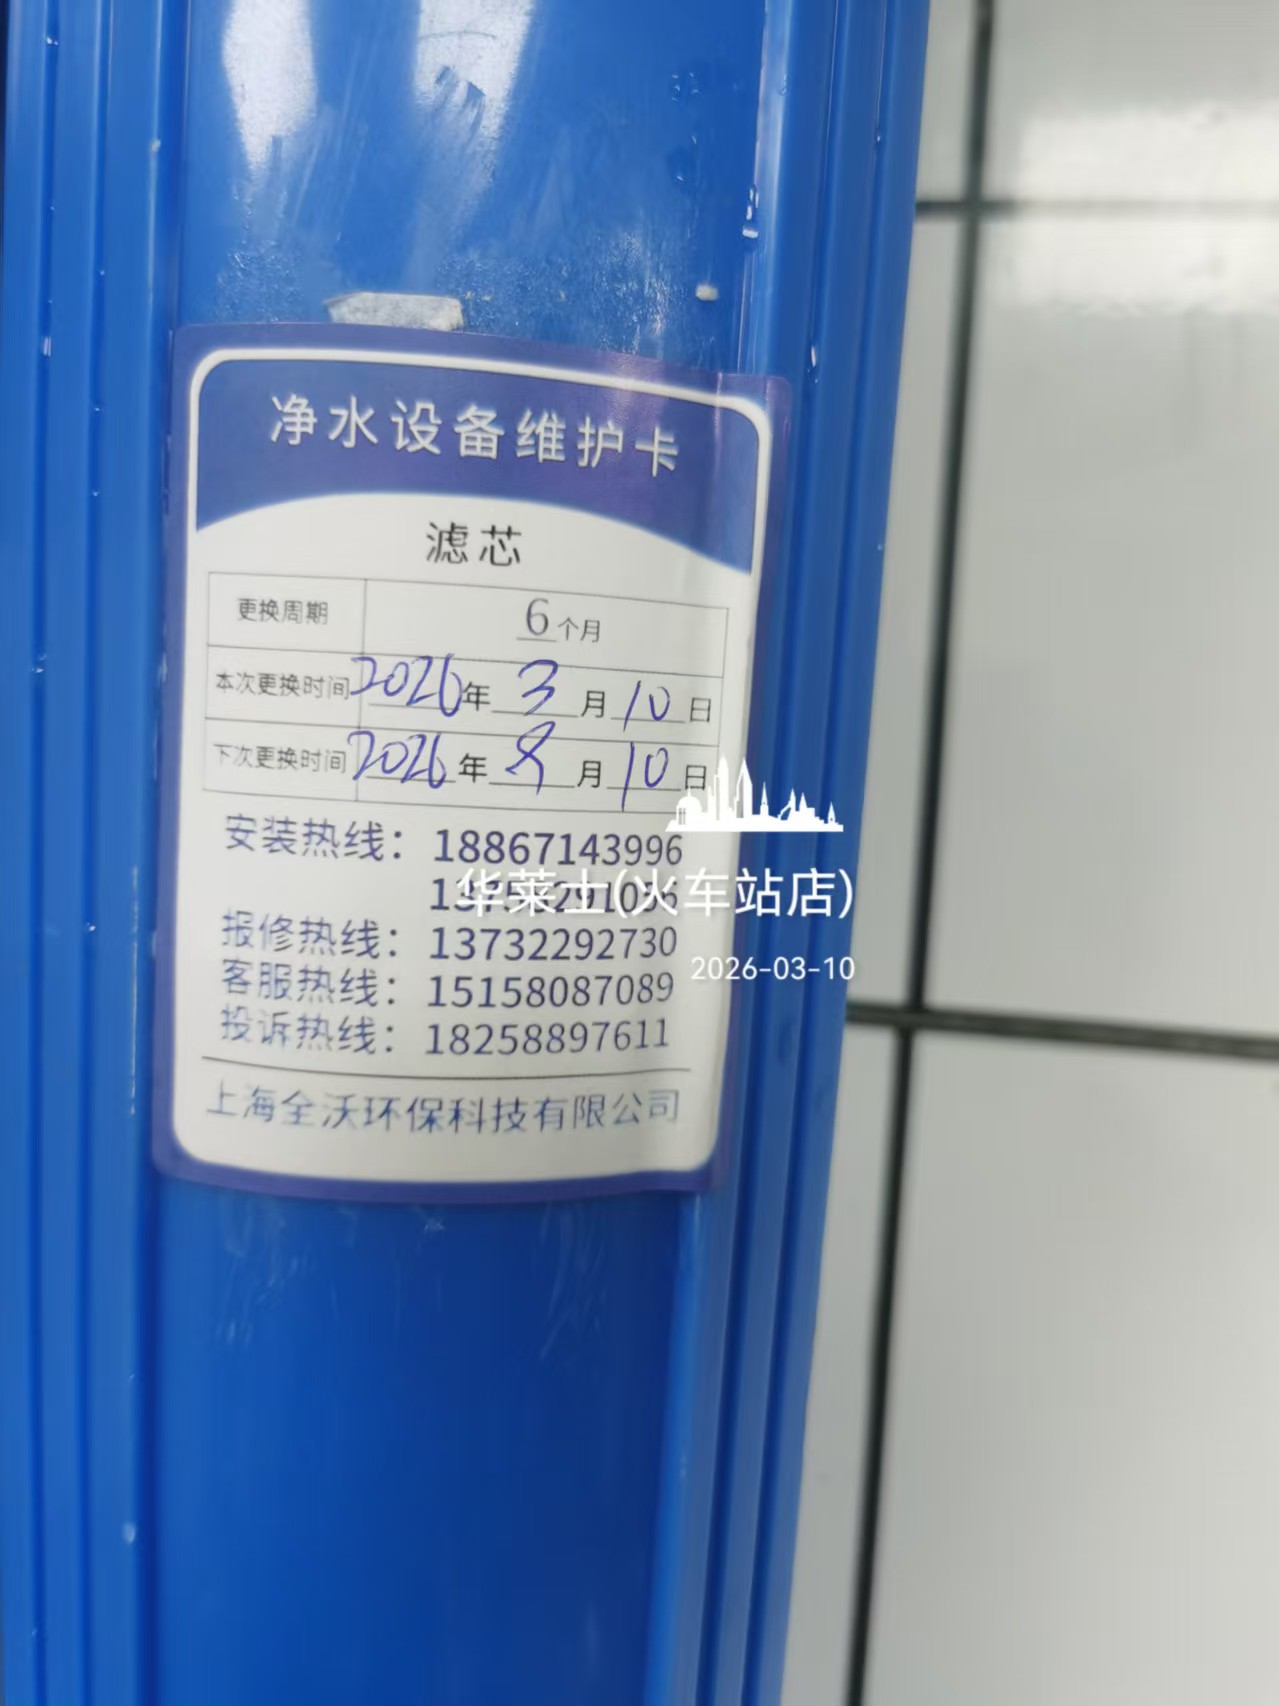 净水设备维护卡
滤芯
更换周期 6个月
本次更换时间 2026年3月10日
下次更换时间 2026年 月10日
安装热线：18867143996
报修热线：13732292730
客服热线：15158087089
投诉热线：18258897611
上海全沃环保科技有限公司
华莱士(火车站店)
2026-03-10